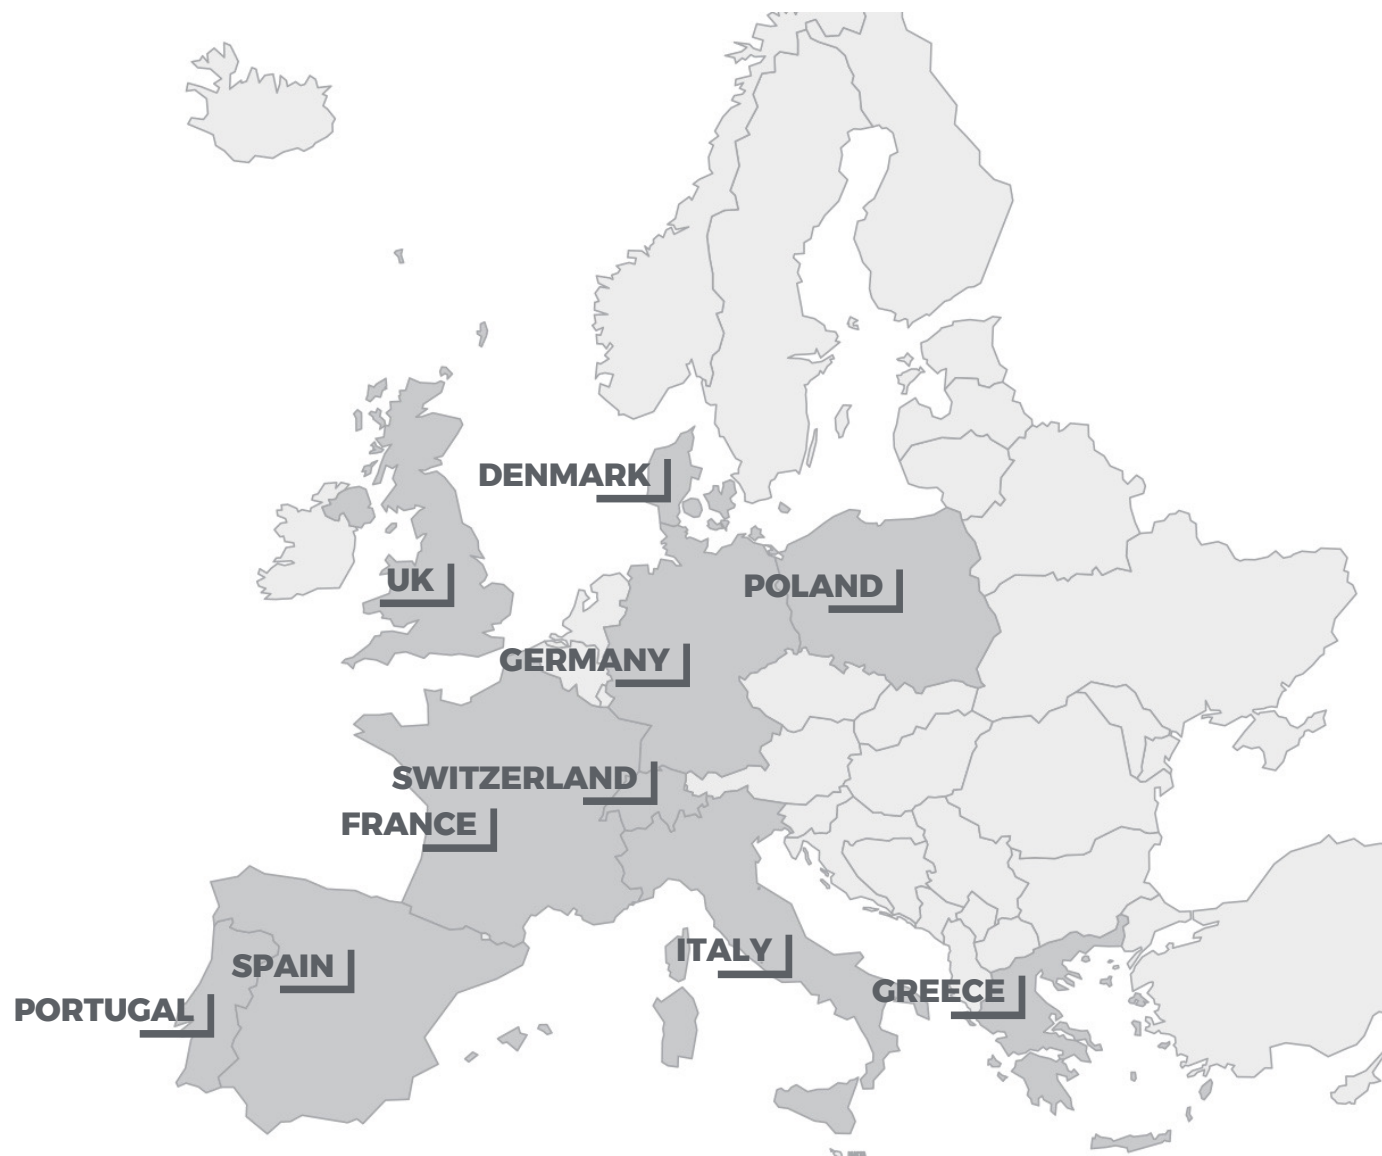 DENMARK
UK
POLAND
GERMANY
SWITZERLAND
FRANCE
ITALY
SPAIN
GREECE
PORTUGAL